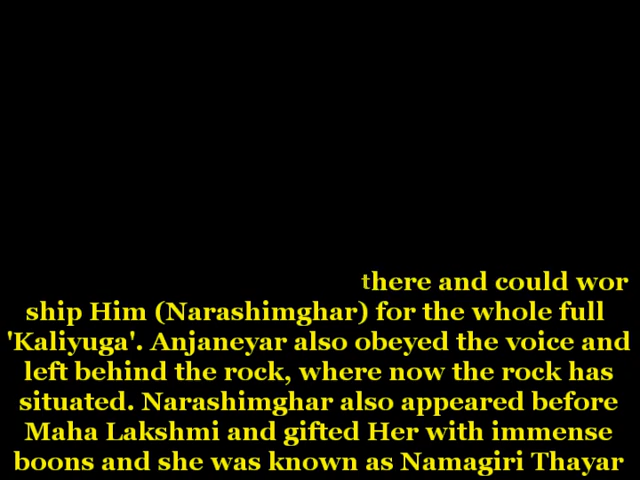 there and could wor
ship Him (Narashimghar) for the whole full
'Kaliyuga'. Anjaneyar also obeyed the voice and
left behind the rock, where now the rock has
situated. Narashimghar also appeared before
Maha Lakshmi and gifted Her with immense
boons and she was known as Namagiri Thayar